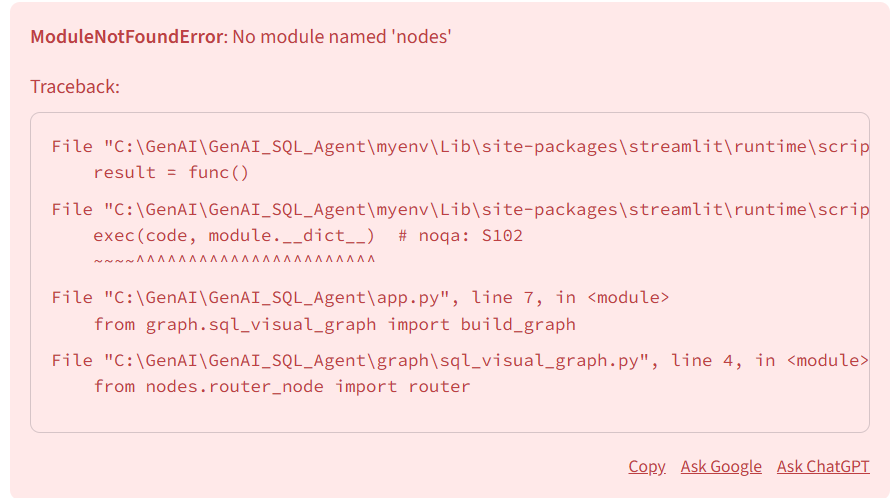 ModuleNotFoundError: No module named 'nodes'
Traceback:
File "C:\GenAI\GenAI_SQL_Agent\myenv\Lib\site-packages\streamlit\runtime\scrip
    result = func()
File "C:\GenAI\GenAI_SQL_Agent\myenv\Lib\site-packages\streamlit\runtime\scrip
    exec(code, module.__dict__)  # noqa: S102
    ~~~~^^^^^^^^^^^^^^^^^^^^^^^
File "C:\GenAI\GenAI_SQL_Agent\app.py", line 7, in <module>
    from graph.sql_visual_graph import build_graph
File "C:\GenAI\GenAI_SQL_Agent\graph\sql_visual_graph.py", line 4, in <module>
    from nodes.router_node import router
Copy Ask Google Ask ChatGPT